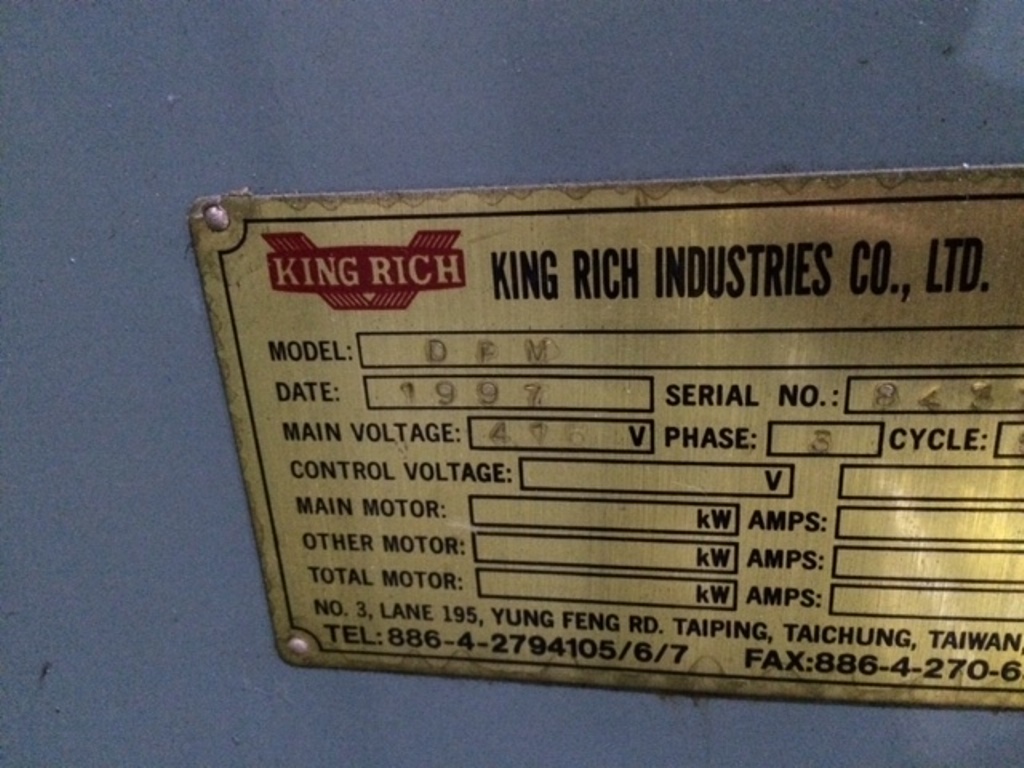 KING RICH KING RICH INDUSTRIES CO., LTD.
MODEL: D P M
DATE: 1997 SERIAL NO.:
MAIN VOLTAGE: V PHASE: 3 CYCLE:
CONTROL VOLTAGE: V
MAIN MOTOR: kW AMPS:
OTHER MOTOR: kW AMPS:
TOTAL MOTOR: kW AMPS:
NO. 3, LANE 195, YUNG FENG RD. TAIPING, TAICHUNG, TAIWAN,
TEL:886-4-2794105/6/7 FAX:886-4-270-6